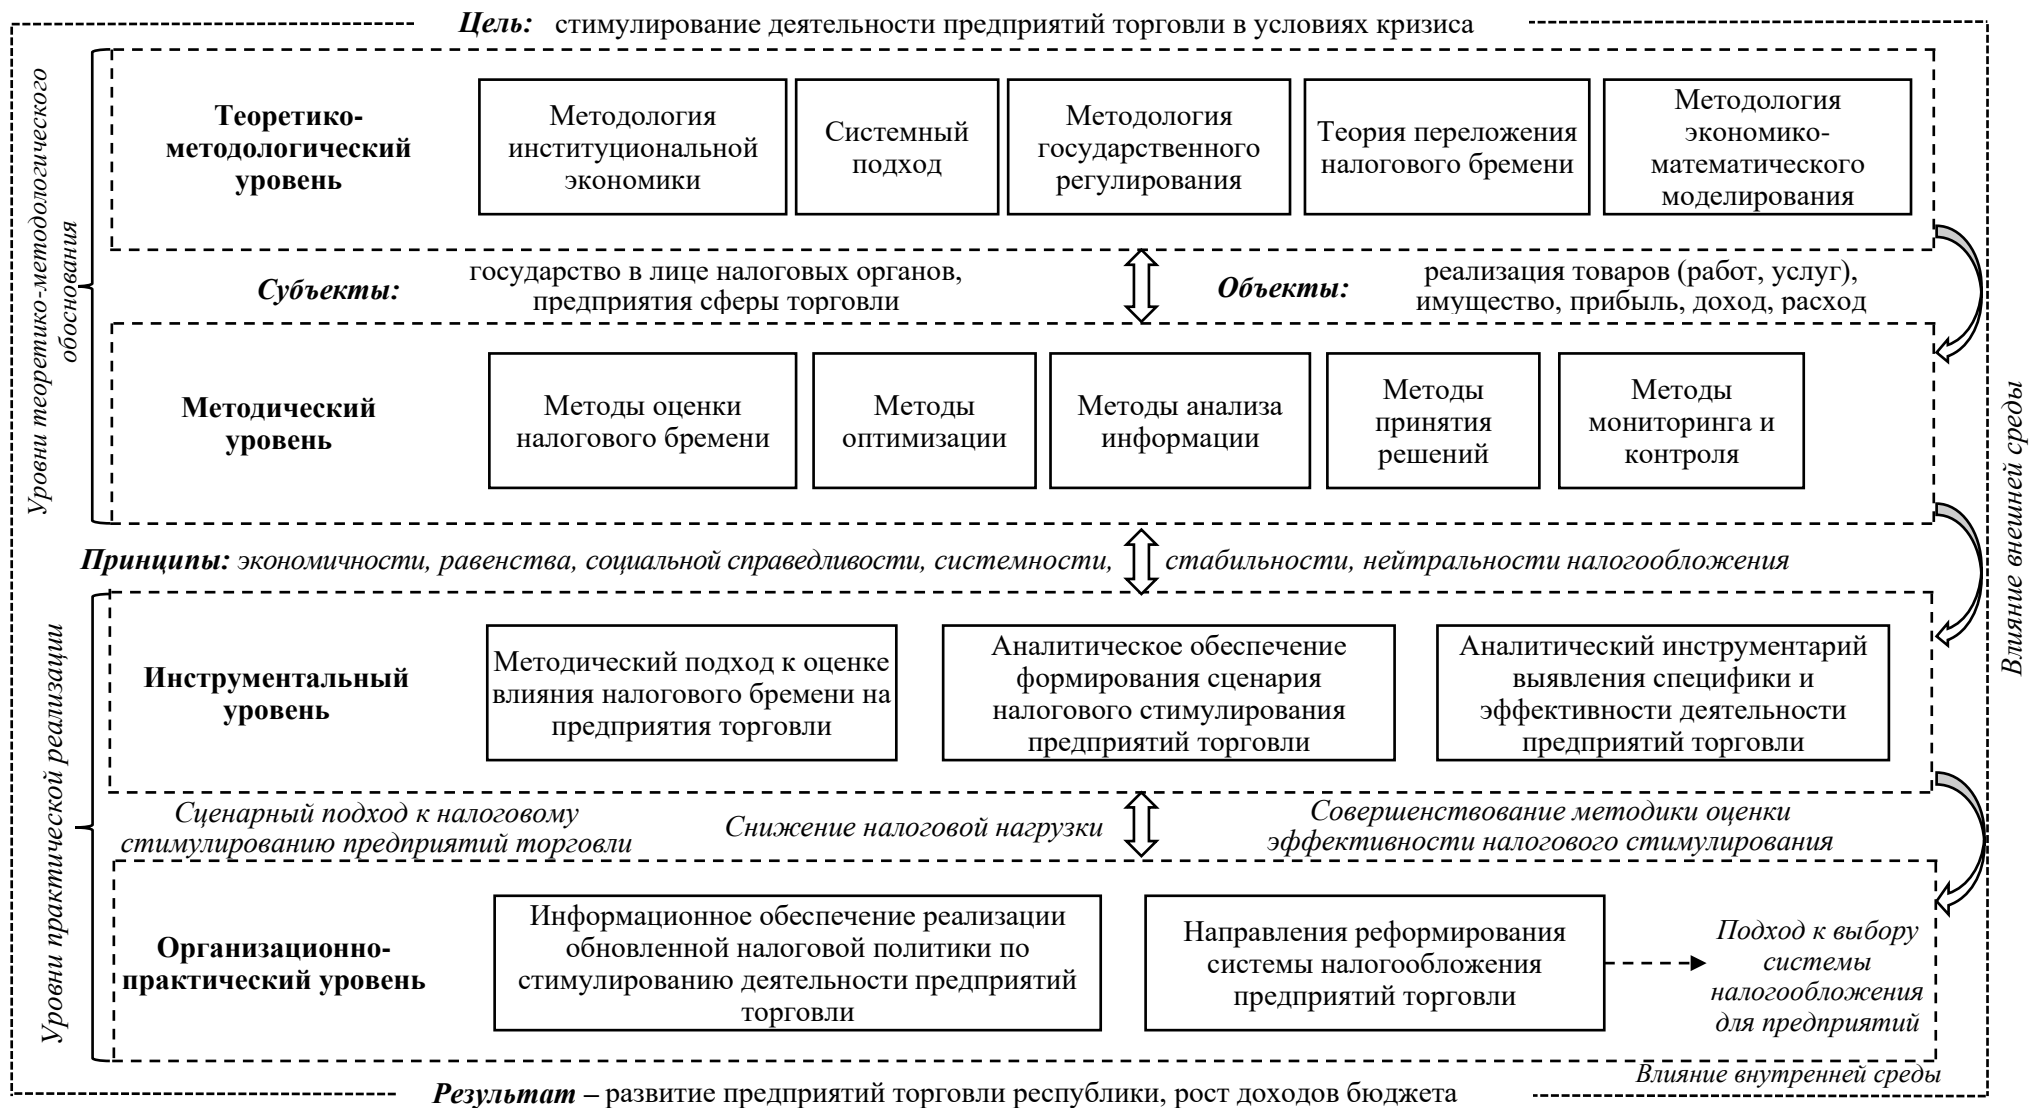 Цель: стимулирование деятельности предприятий торговли в условиях кризиса
Уровни теоретико-методологического
обоснования
Теоретико-
методологический
уровень
Методология
институциональной
экономики
Системный
подход
Методология
государственного
регулирования
Теория переложения
налогового бремени
Методология
экономико-
математического
моделирования
Субъекты:
государство в лице налоговых органов,
предприятия сферы торговли
Объекты:
реализация товаров (работ, услуг),
имущество, прибыль, доход, расход
Методический
уровень
Методы оценки
налогового бремени
Методы
оптимизации
Методы анализа
информации
Методы
принятия
решений
Методы
мониторинга и
контроля
Влияние внешней среды
Принципы: экономичности, равенства, социальной справедливости, системности, стабильности, нейтральности налогообложения
Уровни практической реализации
Инструментальный
уровень
Методический подход к оценке
влияния налогового бремени на
предприятия торговли
Аналитическое обеспечение
формирования сценария
налогового стимулирования
предприятий торговли
Аналитический инструментарий
выявления специфики и
эффективности деятельности
предприятий торговли
Сценарный подход к налоговому
стимулированию предприятий торговли
Снижение налоговой нагрузки
Совершенствование методики оценки
эффективности налогового стимулирования
Организационно-
практический уровень
Информационное обеспечение реализации
обновленной налоговой политики по
стимулированию деятельности предприятий
торговли
Направления реформирования
системы налогообложения
предприятий торговли
Подход к выбору
системы
налогообложения
для предприятий
Влияние внутренней среды
Результат – развитие предприятий торговли республики, рост доходов бюджета